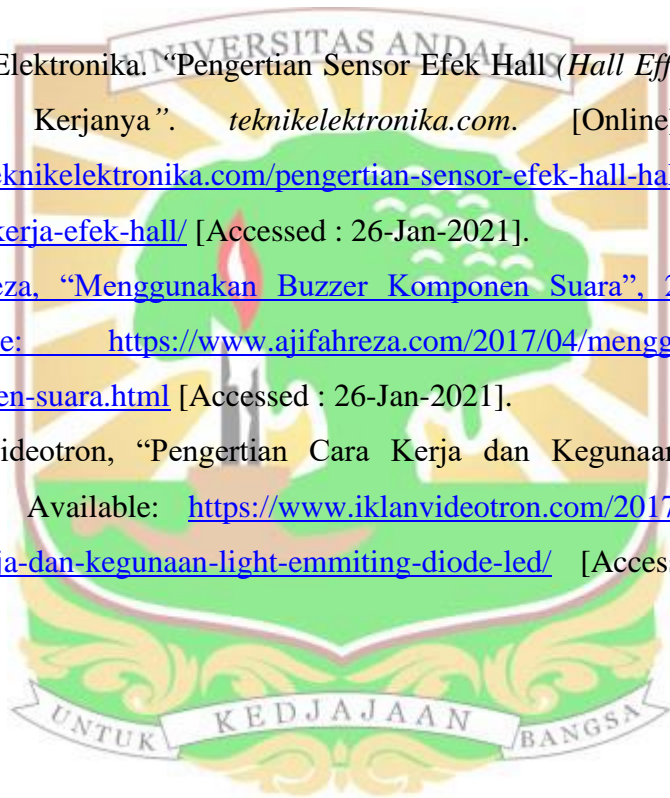 UNIVERSITAS ANDALAS
Elektronika. “Pengertian Sensor Efek Hall (Hall Eff
Kerjanya”. teknikelektronika.com. [Online
eknikelektronika.com/pengertian-sensor-efek-hall-hal
kerja-efek-hall/ [Accessed : 26-Jan-2021].
eza, “Menggunakan Buzzer Komponen Suara”, 2
e: https://www.ajifahreza.com/2017/04/mengg
en-suara.html [Accessed : 26-Jan-2021].
ideotron, “Pengertian Cara Kerja dan Kegunaan
Available: https://www.iklanvideotron.com/2017
ja-dan-kegunaan-light-emmiting-diode-led/ [Access
UNTUK KEDJAJAAN BANGSA